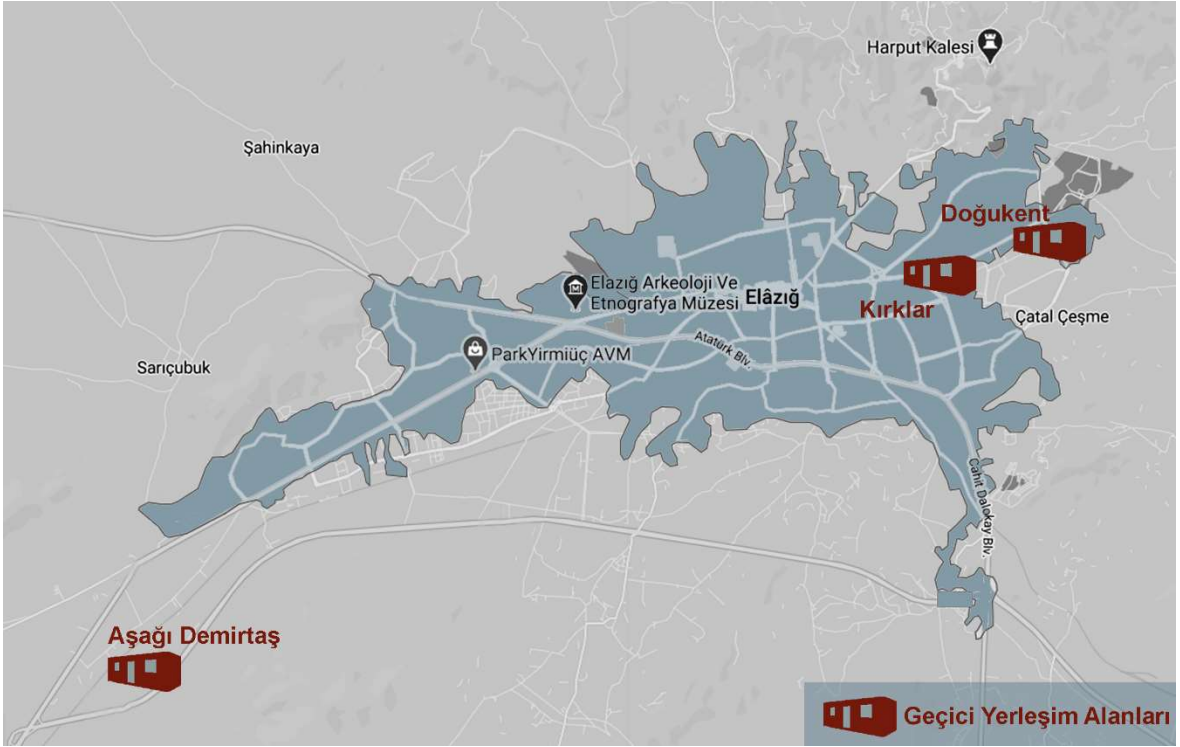 Harput Kalesi
Şahinkaya
Doğukent
Elazığ Arkeoloji Ve
Etnografya Müzesi
Elâzığ
Kırklar
Çatal Çeşme
Atatürk Blv.
ParkYirmiüç AVM
Sarıçubuk
Cahit Dalokay Blv.
Aşağı Demirtaş
Geçici Yerleşim Alanları